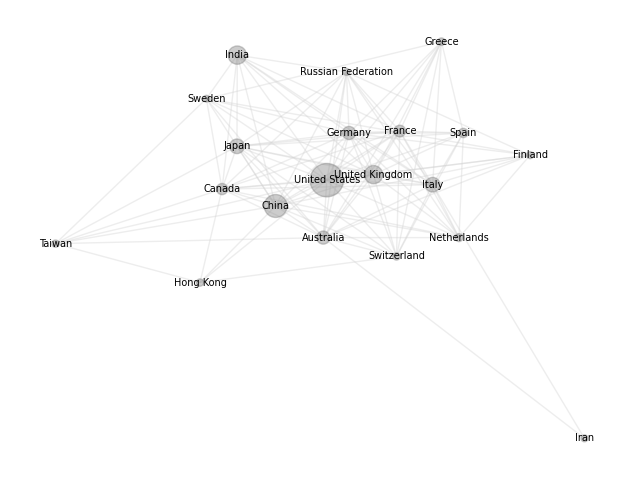 Greece
India
Russian Federation
Sweden
Germany
France
Spain
Japan
Finland
United Kingdom
United States
Italy
Canada
China
Australia
Netherlands
Taiwan
Switzerland
Hong Kong
Iran